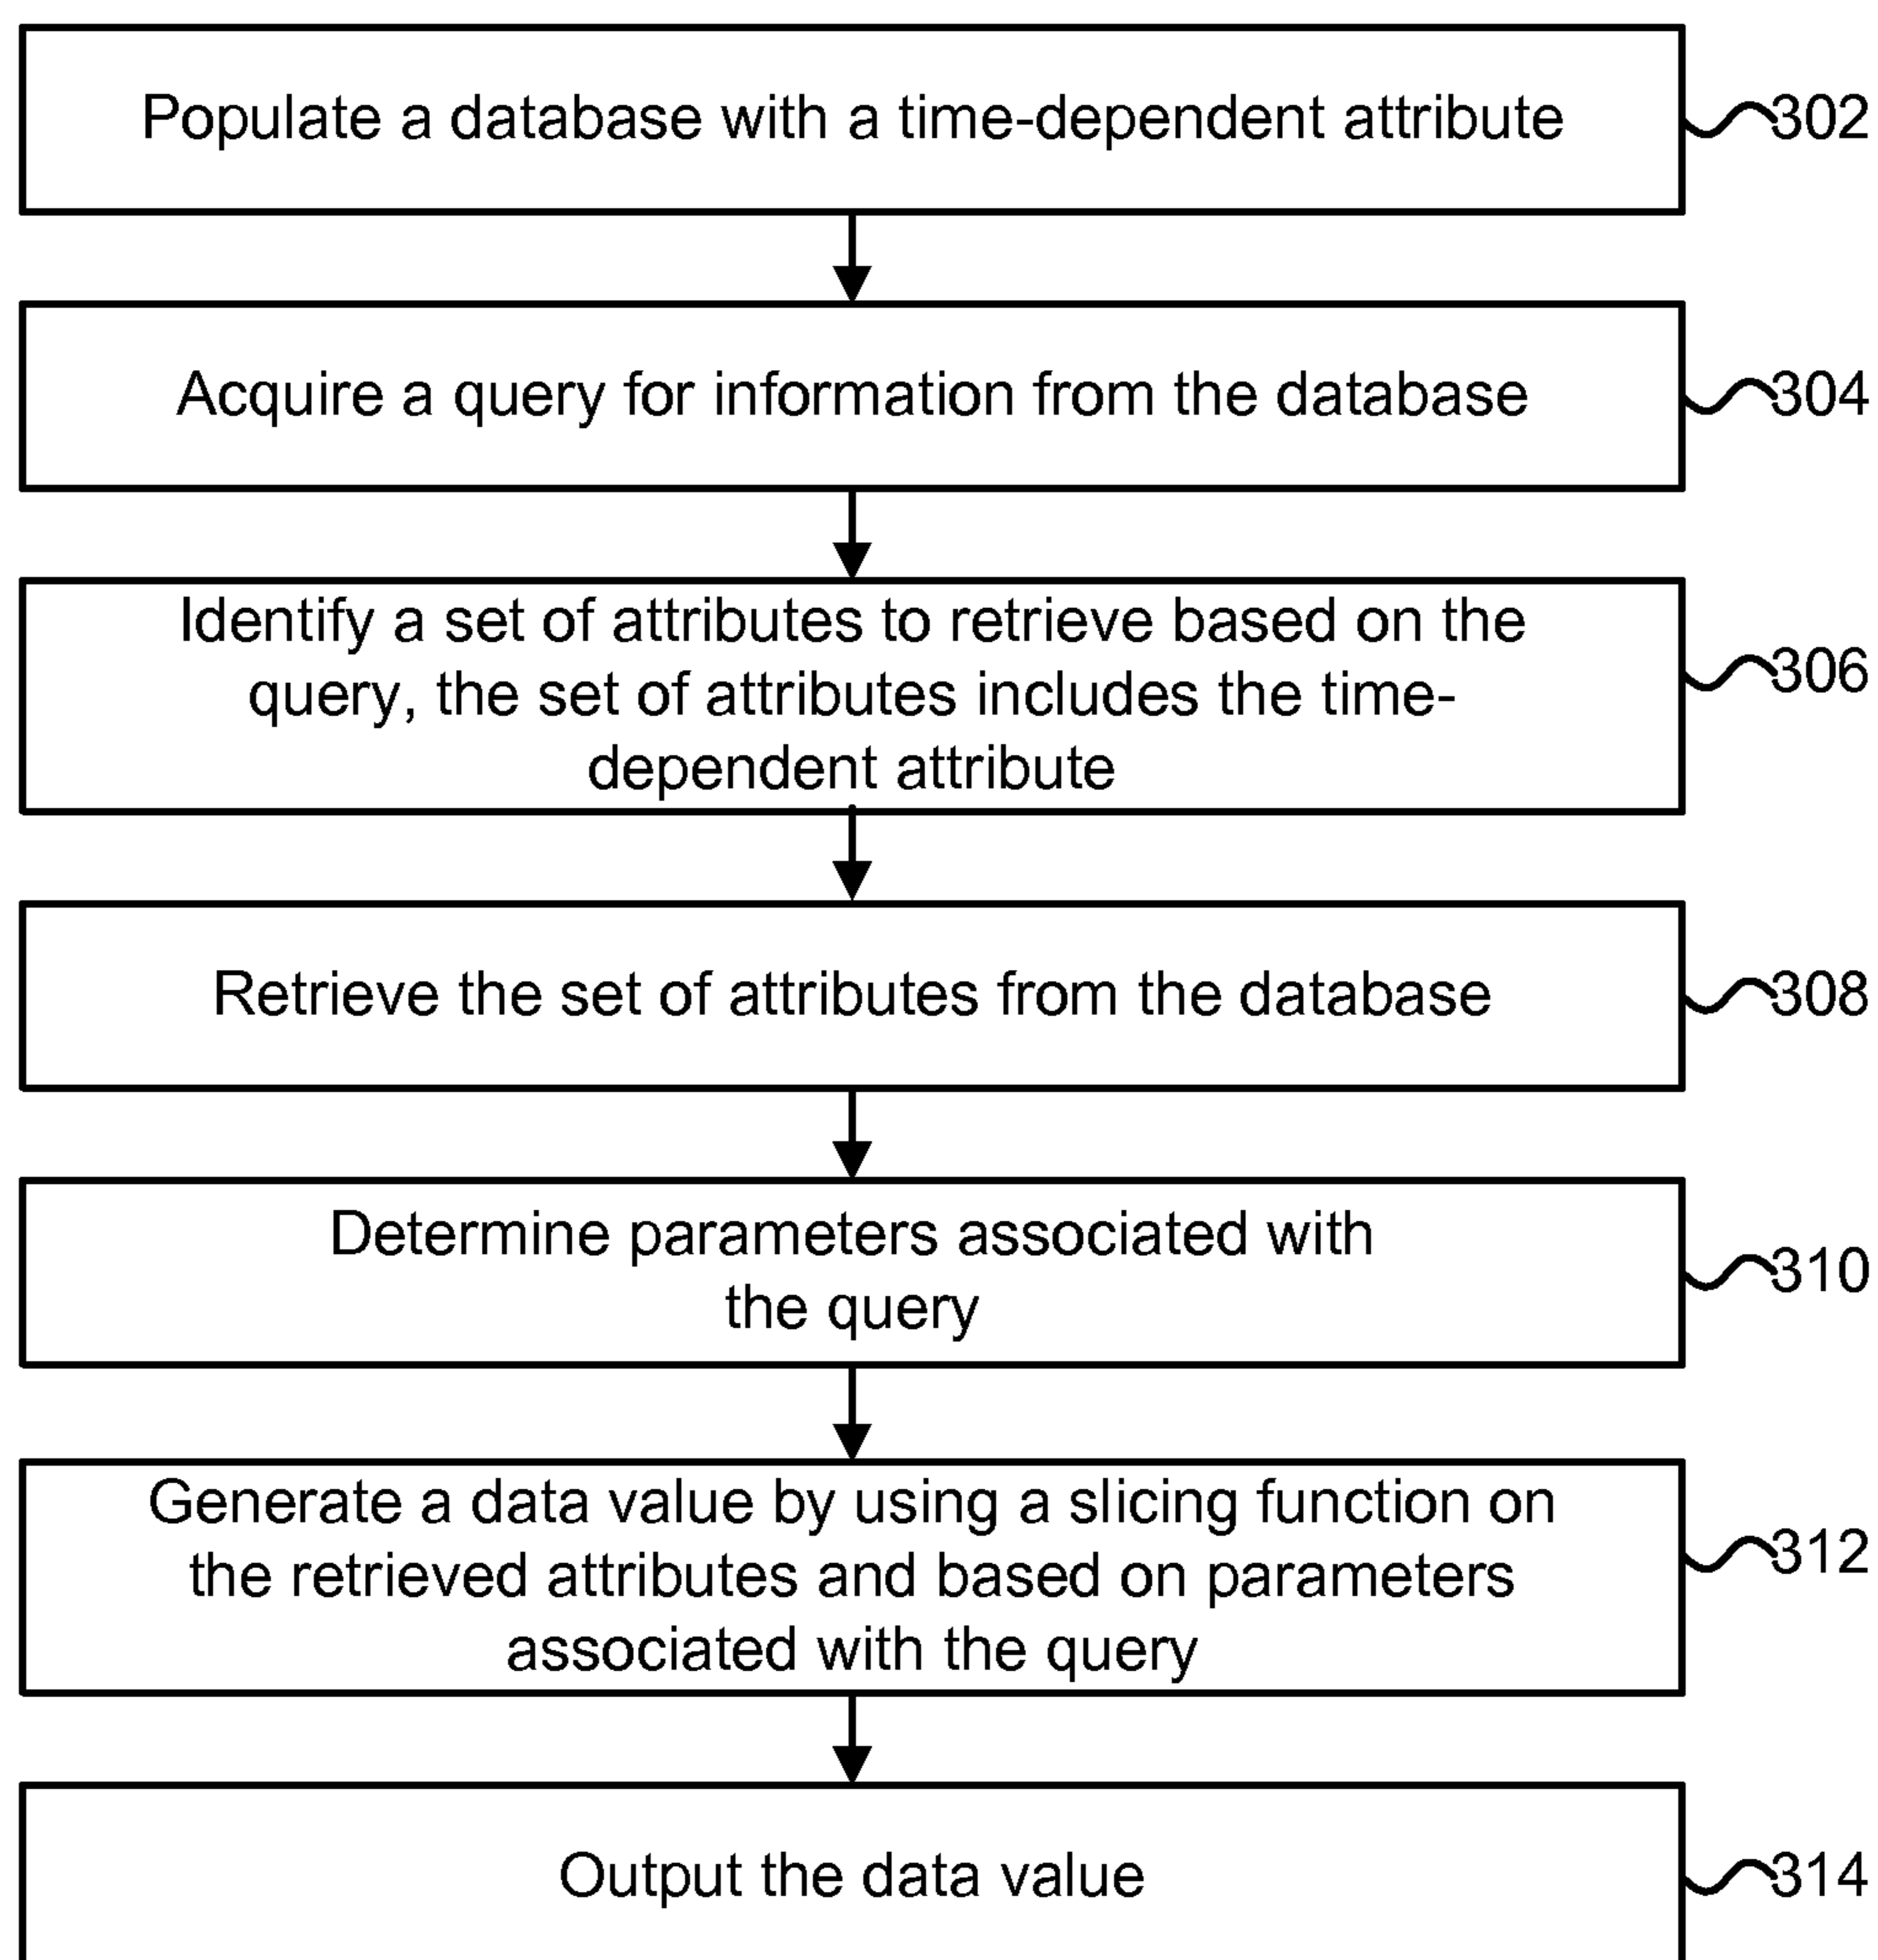 Populate a database with a time-dependent attribute
302
Acquire a query for information from the database
304
Identify a set of attributes to retrieve based on the
query, the set of attributes includes the time-
dependent attribute
306
Retrieve the set of attributes from the database
308
Determine parameters associated with
the query
310
Generate a data value by using a slicing function on
the retrieved attributes and based on parameters
associated with the query
312
Output the data value
314